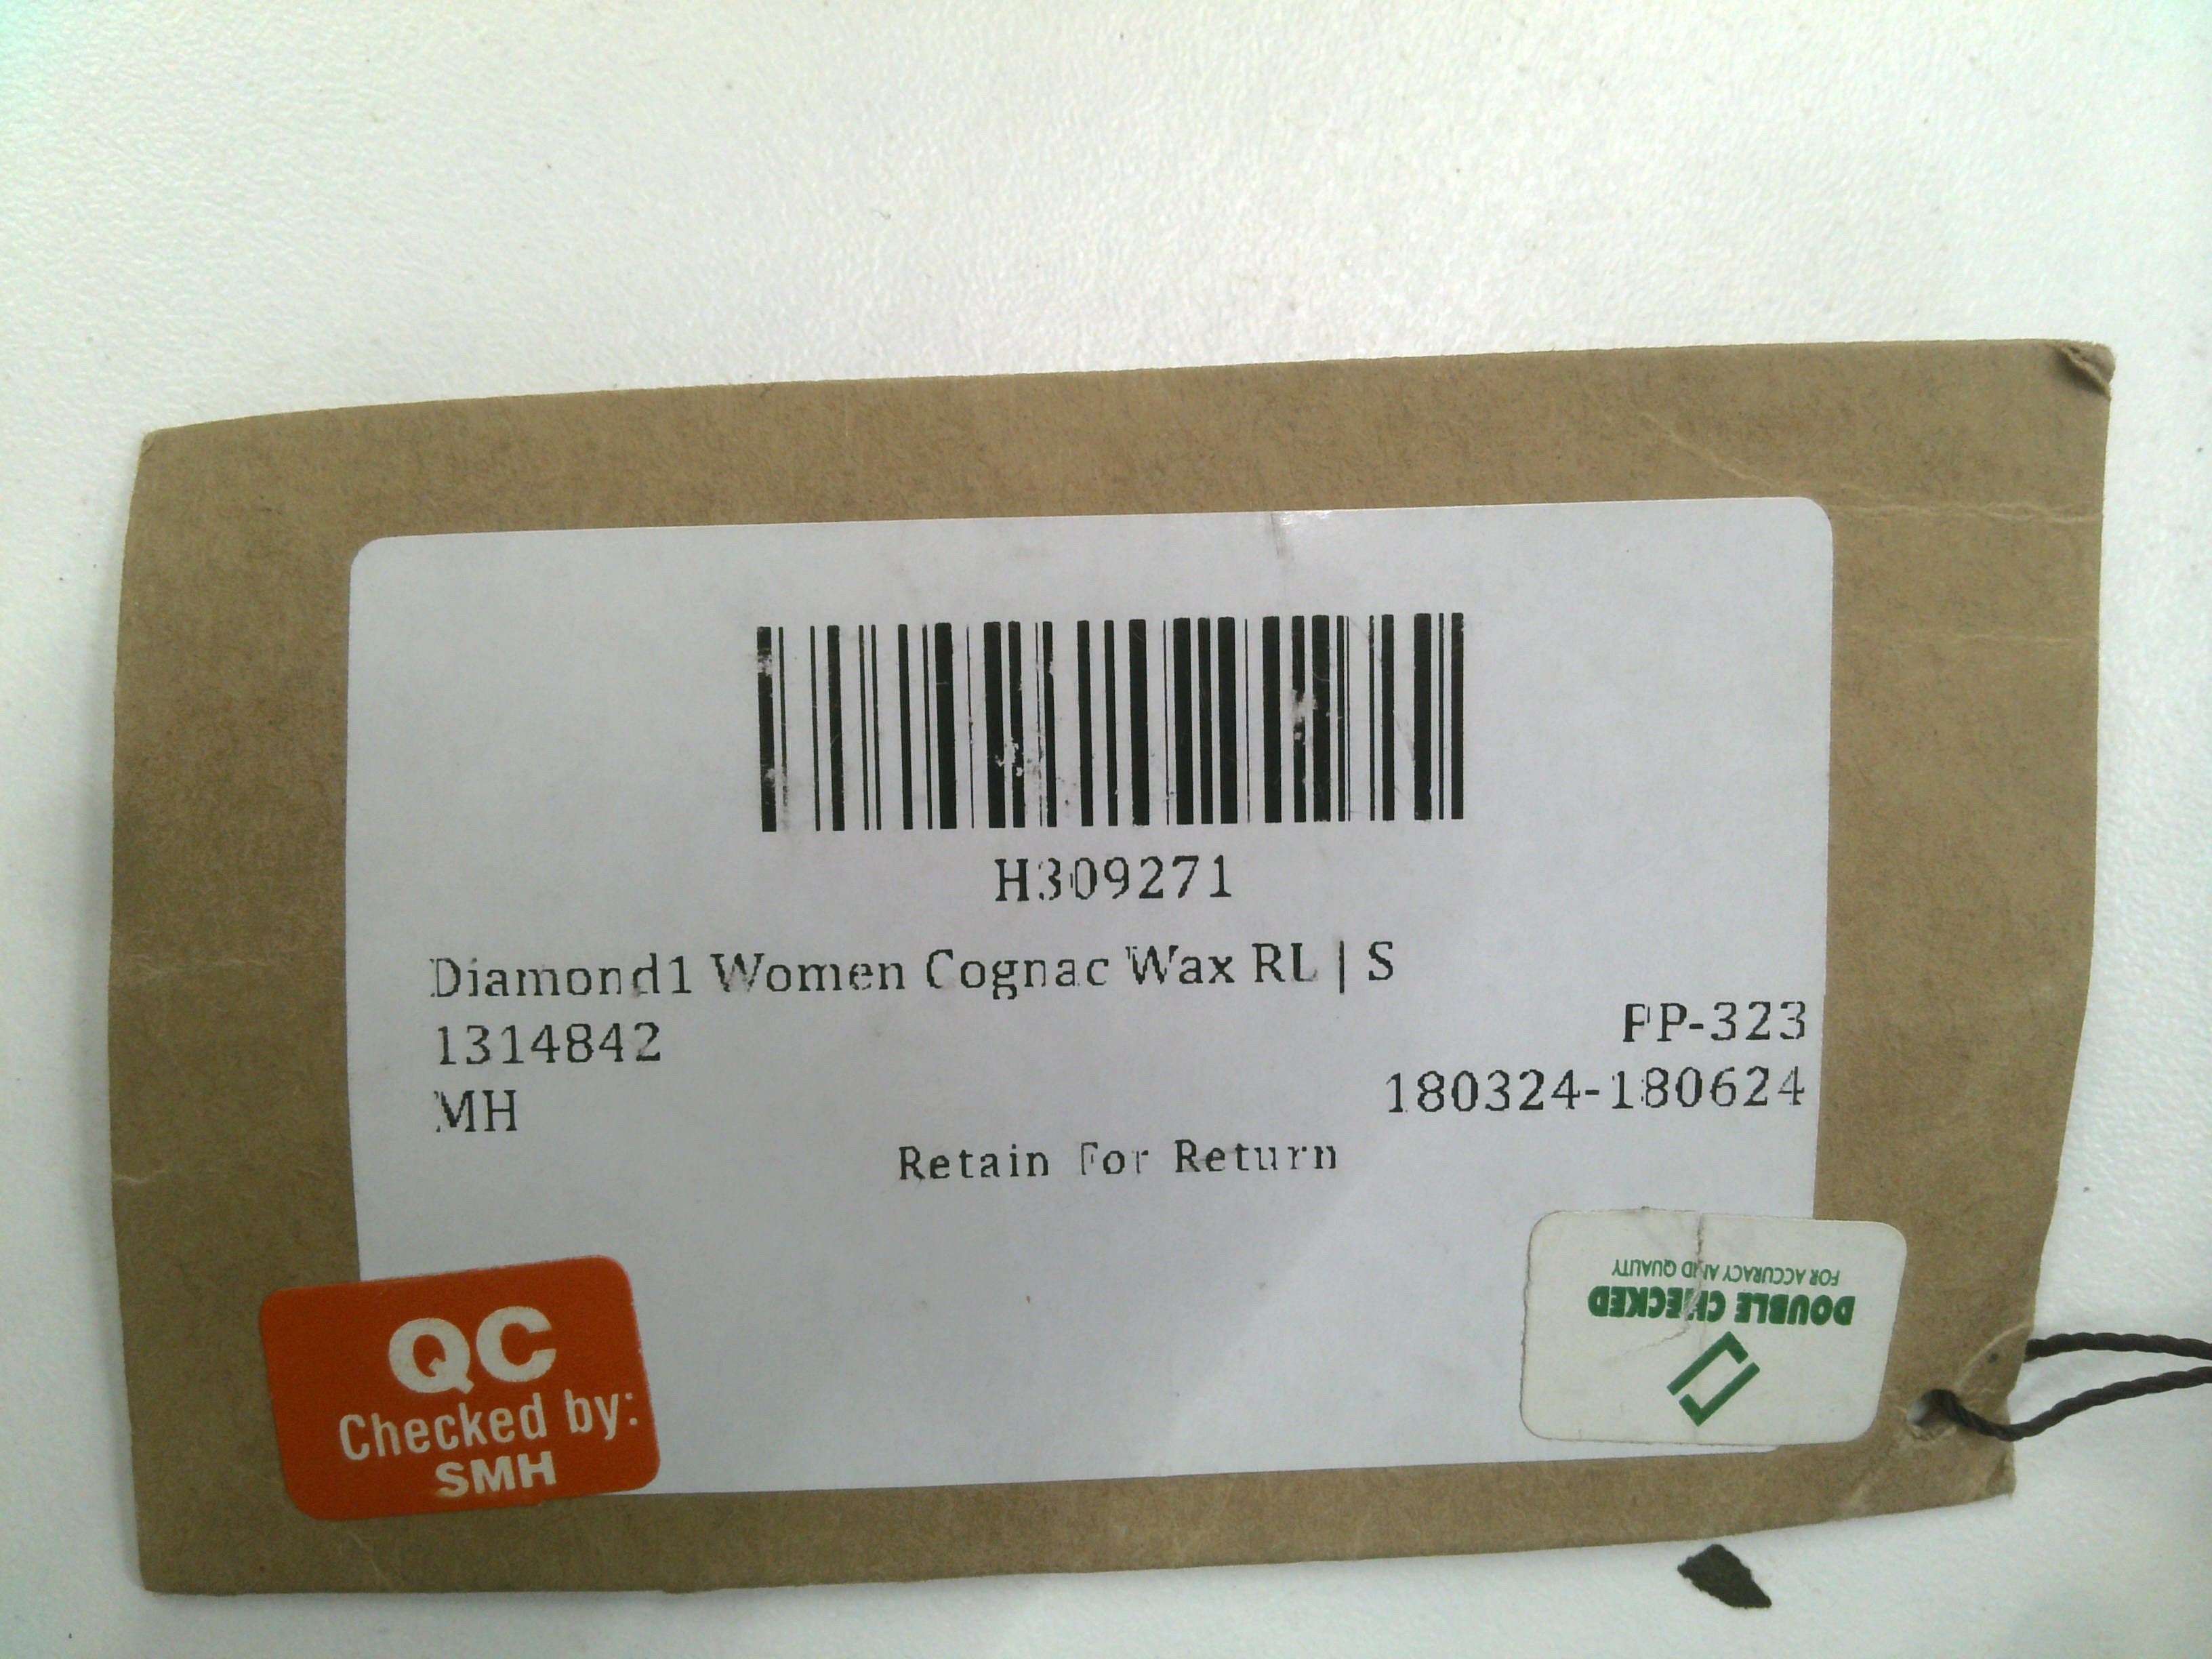 H309271
Diamond1 Women Cognac Wax RL | S
1314842
PP-323
MH
180324-180624
Retain For Return
QC
Checked by:
SMH
DOUBLE CHECKED
FOR ACCURACY AND QUALITY